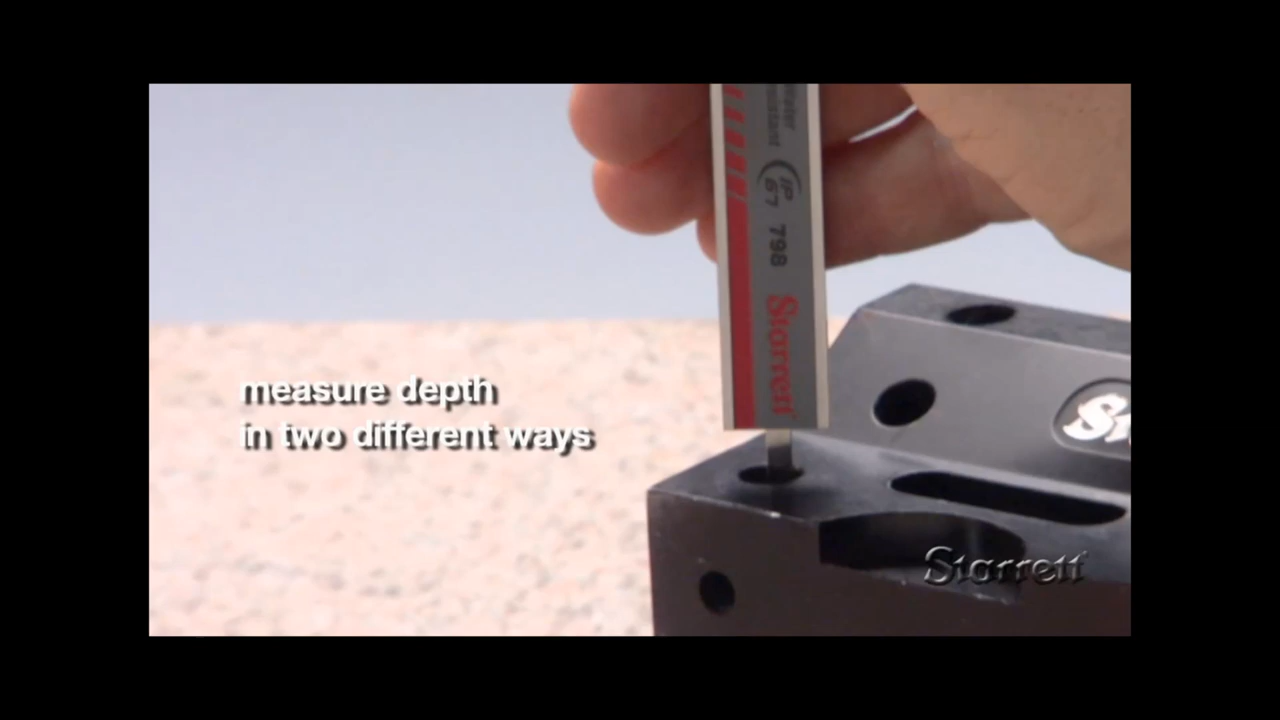 measure depth
in two different ways
IP
67
798
Starrett
Starrett